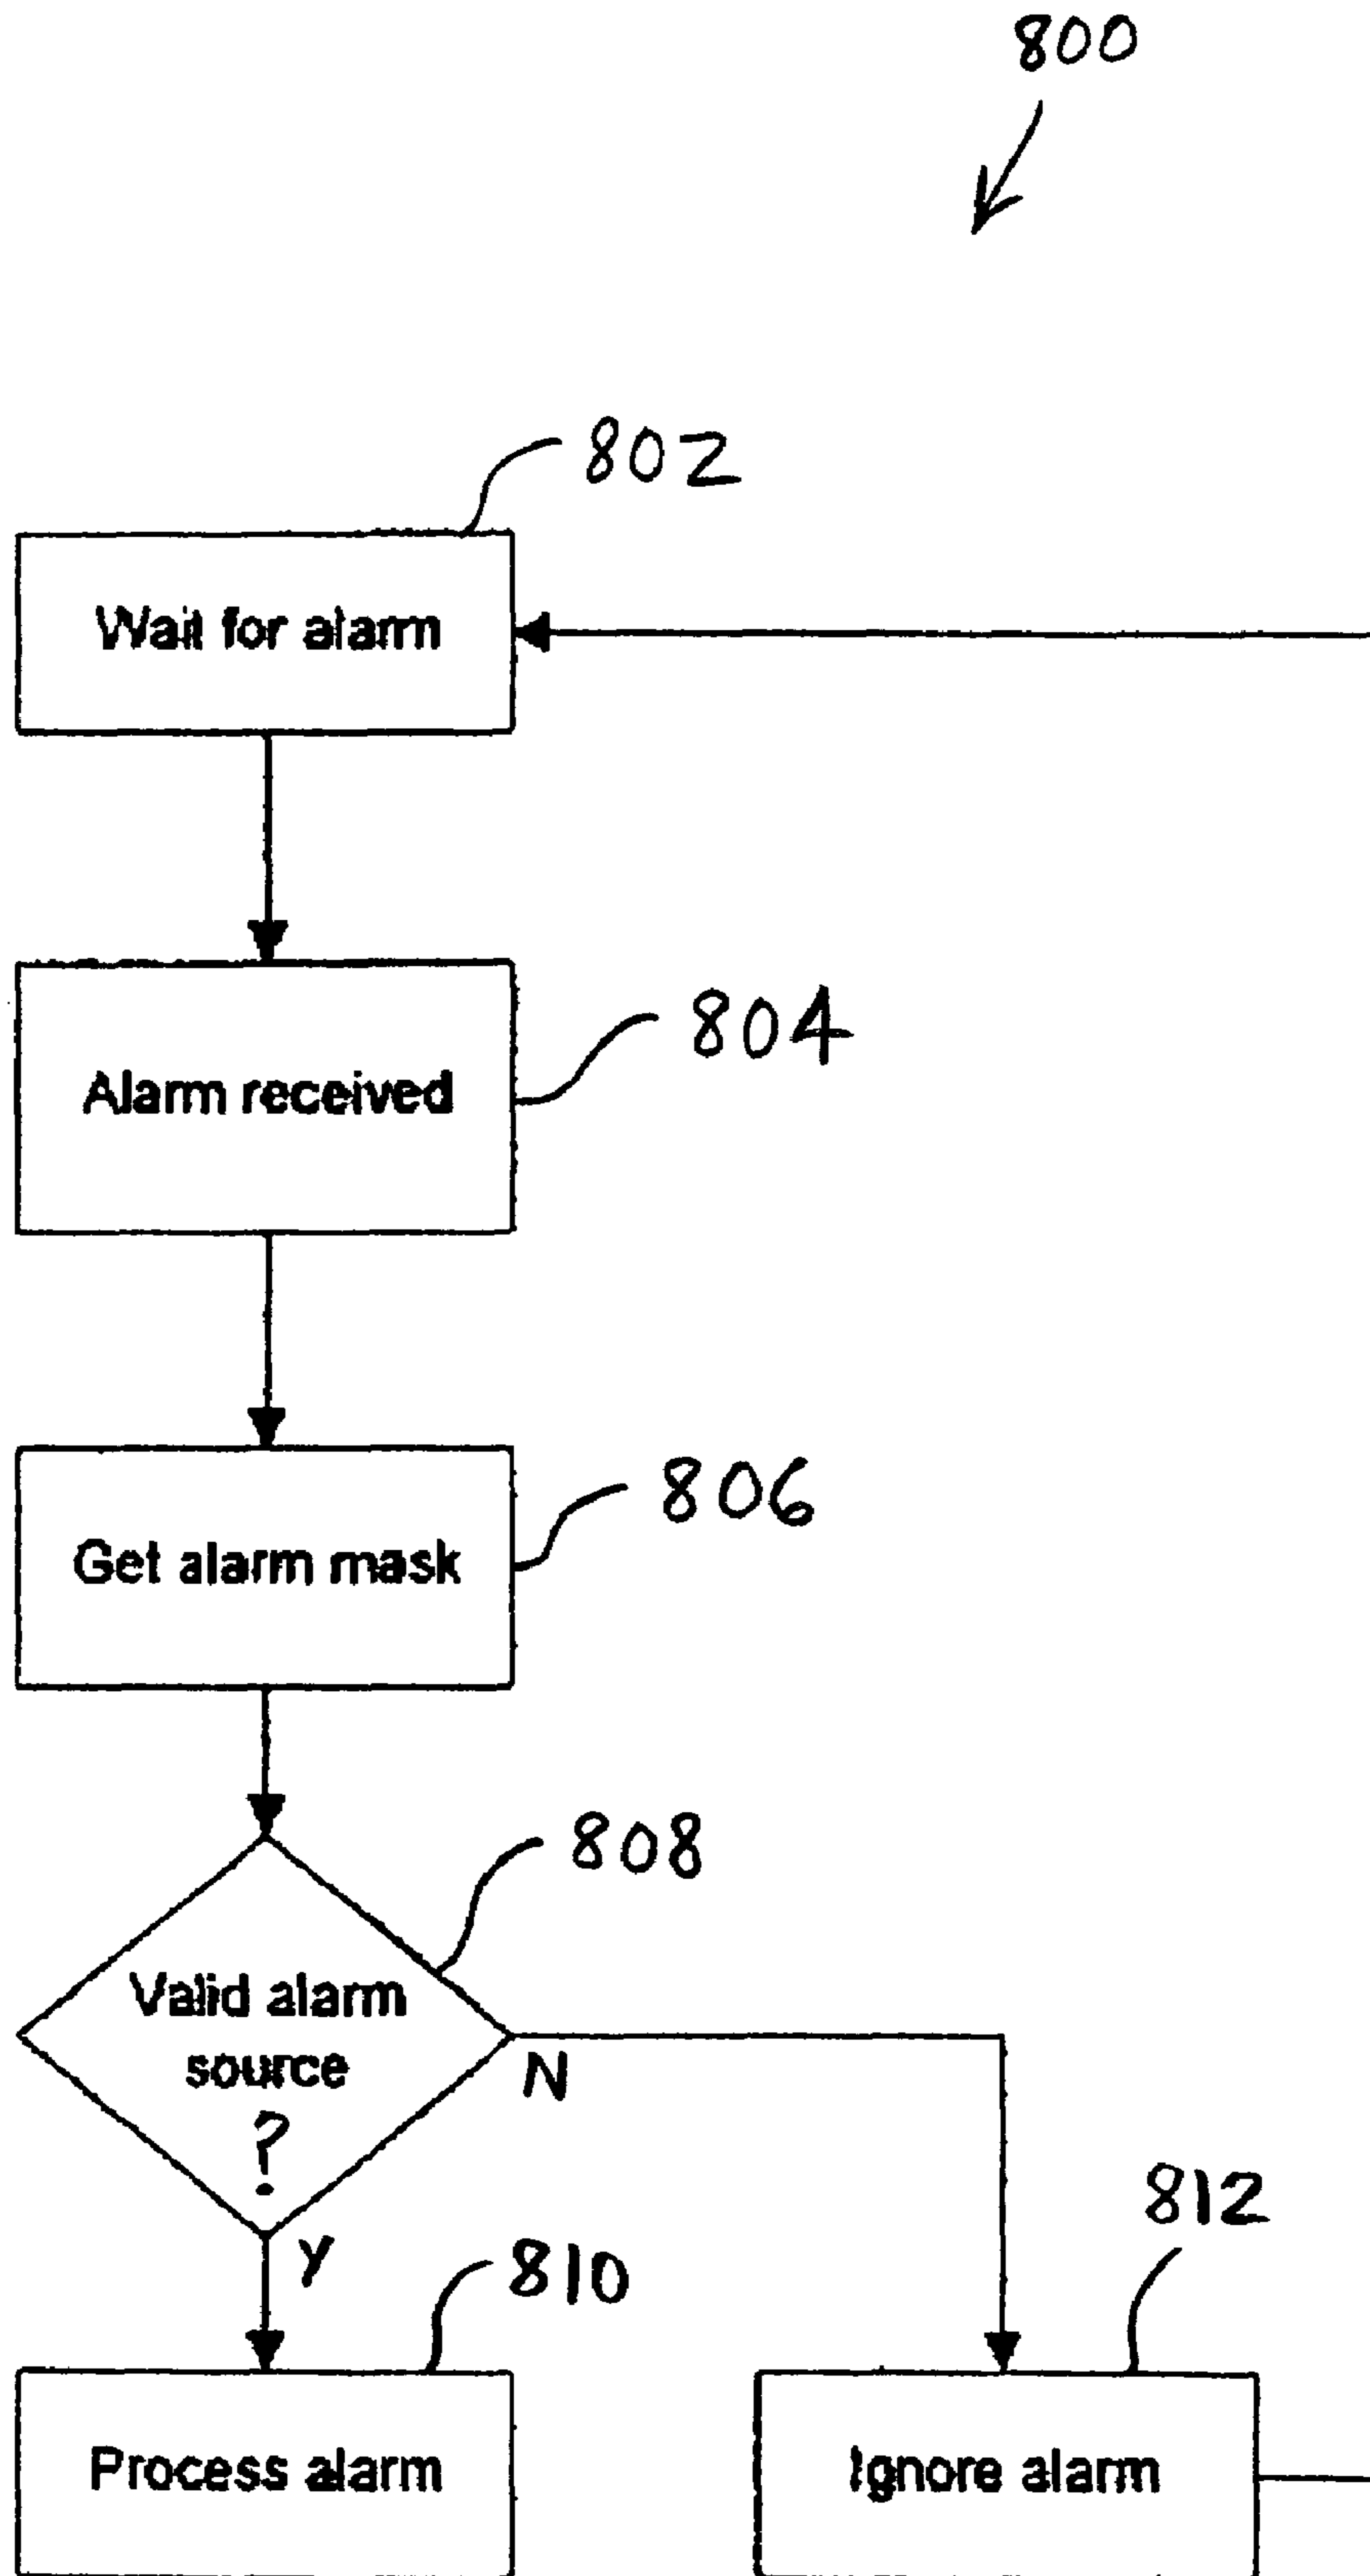 800
802
Wait for alarm
804
Alarm received
806
Get alarm mask
808
Valid alarm
source
?
N
Y
810
812
Process alarm
Ignore alarm